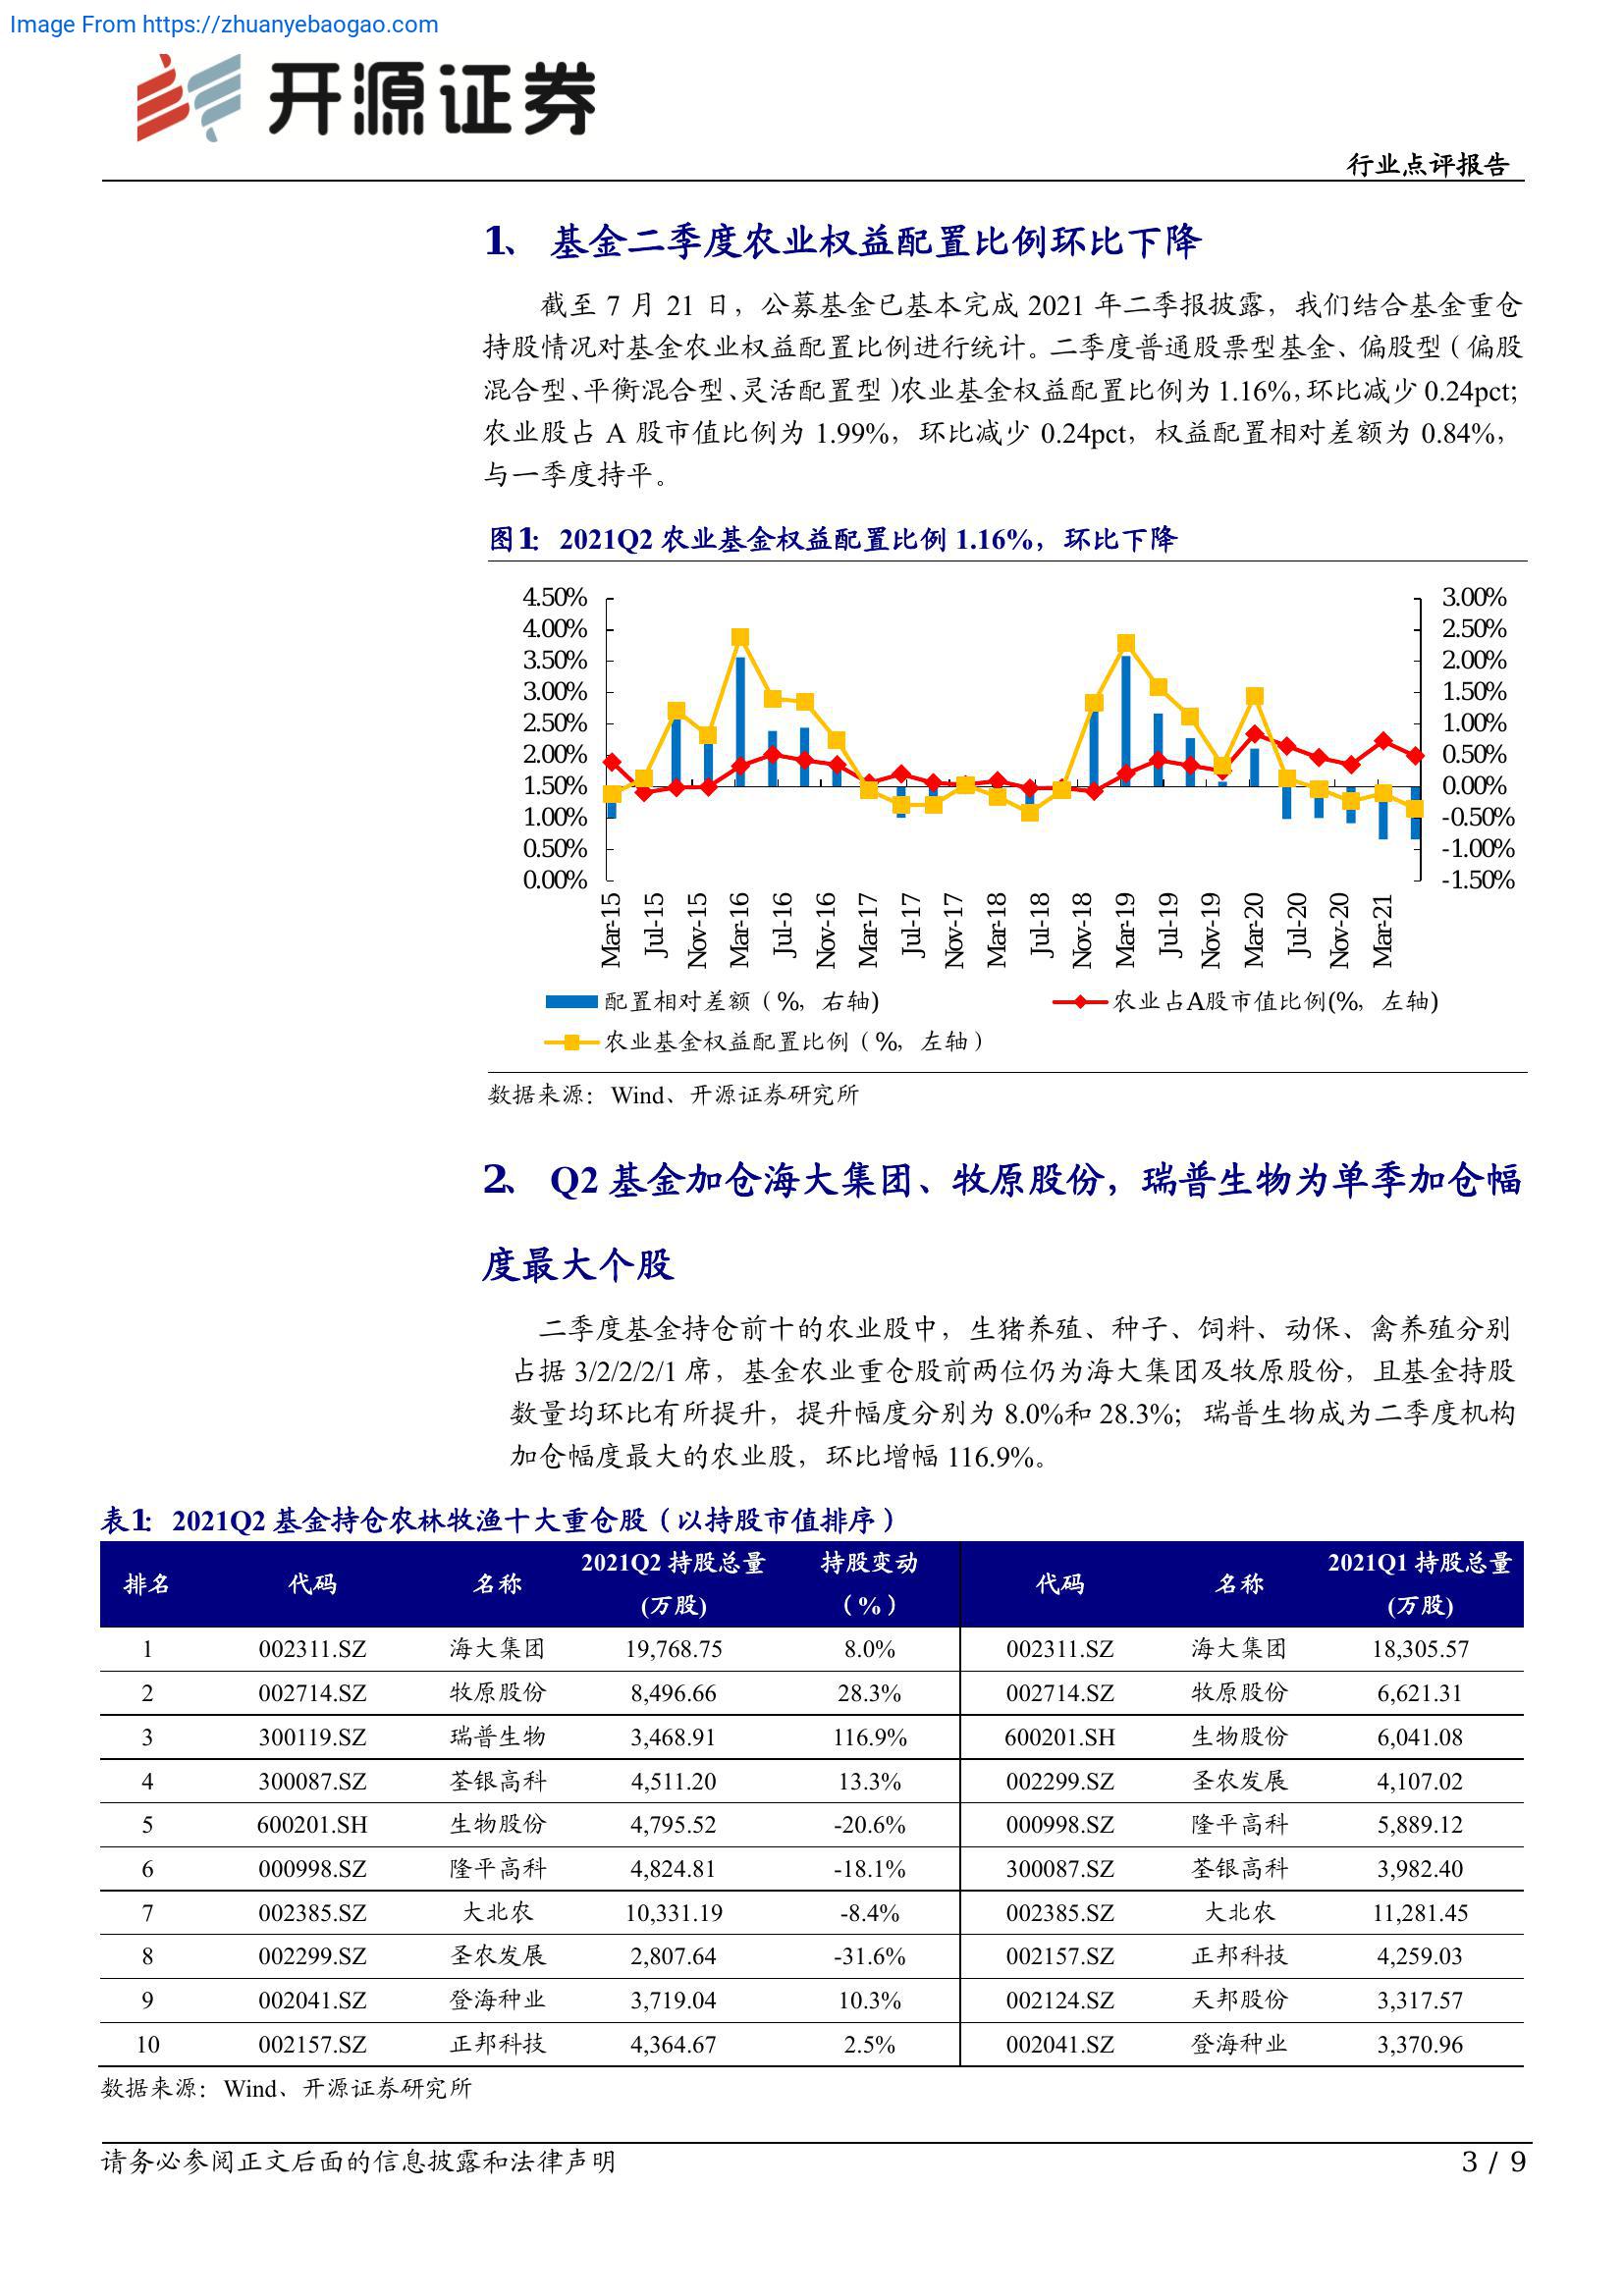 Image From https://zhuanyebaogao.com
开源证券
行业点评报告
1、 基金二季度农业权益配置比例环比下降
截至 7 月 21 日，公募基金已基本完成 2021 年二季报披露，我们结合基金重仓
持股情况对基金农业权益配置比例进行统计。二季度普通股票型基金、偏股型（偏股
混合型、平衡混合型、灵活配置型）农业基金权益配置比例为 1.16%，环比减少 0.24pct;
农业股占 A 股市值比例为 1.99%，环比减少 0.24pct，权益配置相对差额为 0.84%，
与一季度持平。
图1： 2021Q2 农业基金权益配置比例 1.16%，环比下降
4.50% 3.00%
4.00% 2.50%
3.50% 2.00%
3.00% 1.50%
2.50% 1.00%
2.00% 0.50%
1.50% 0.00%
1.00% -0.50%
0.50% -1.00%
0.00% -1.50%
Mar-15 Jul-15 Nov-15 Mar-16 Jul-16 Nov-16 Mar-17 Jul-17 Nov-17 Mar-18 Jul-18 Nov-18 Mar-19 Jul-19 Nov-19 Mar-20 Jul-20 Nov-20 Mar-21
配置相对差额（%，右轴） 农业占A股市值比例(%，左轴)
农业基金权益配置比例（%，左轴）
数据来源：Wind、开源证券研究所
2、 Q2 基金加仓海大集团、牧原股份，瑞普生物为单季加仓幅
度最大个股
二季度基金持仓前十的农业股中，生猪养殖、种子、饲料、动保、禽养殖分别
占据 3/2/2/2/1 席，基金农业重仓股前两位仍为海大集团及牧原股份，且基金持股
数量均环比有所提升，提升幅度分别为 8.0%和 28.3%；瑞普生物成为二季度机构
加仓幅度最大的农业股，环比增幅 116.9%。
表1： 2021Q2 基金持仓农林牧渔十大重仓股（以持股市值排序）
排名 代码 名称 2021Q2 持股总量(万股) 持股变动（%） 代码 名称 2021Q1 持股总量(万股)
1 002311.SZ 海大集团 19,768.75 8.0% 002311.SZ 海大集团 18,305.57
2 002714.SZ 牧原股份 8,496.66 28.3% 002714.SZ 牧原股份 6,621.31
3 300119.SZ 瑞普生物 3,468.91 116.9% 600201.SH 生物股份 6,041.08
4 300087.SZ 荃银高科 4,511.20 13.3% 002299.SZ 圣农发展 4,107.02
5 600201.SH 生物股份 4,795.52 -20.6% 000998.SZ 隆平高科 5,889.12
6 000998.SZ 隆平高科 4,824.81 -18.1% 300087.SZ 荃银高科 3,982.40
7 002385.SZ 大北农 10,331.19 -8.4% 002385.SZ 大北农 11,281.45
8 002299.SZ 圣农发展 2,807.64 -31.6% 002157.SZ 正邦科技 4,259.03
9 002041.SZ 登海种业 3,719.04 10.3% 002124.SZ 天邦股份 3,317.57
10 002157.SZ 正邦科技 4,364.67 2.5% 002041.SZ 登海种业 3,370.96
数据来源：Wind、开源证券研究所
请务必参阅正文后面的信息披露和法律声明 3 / 9